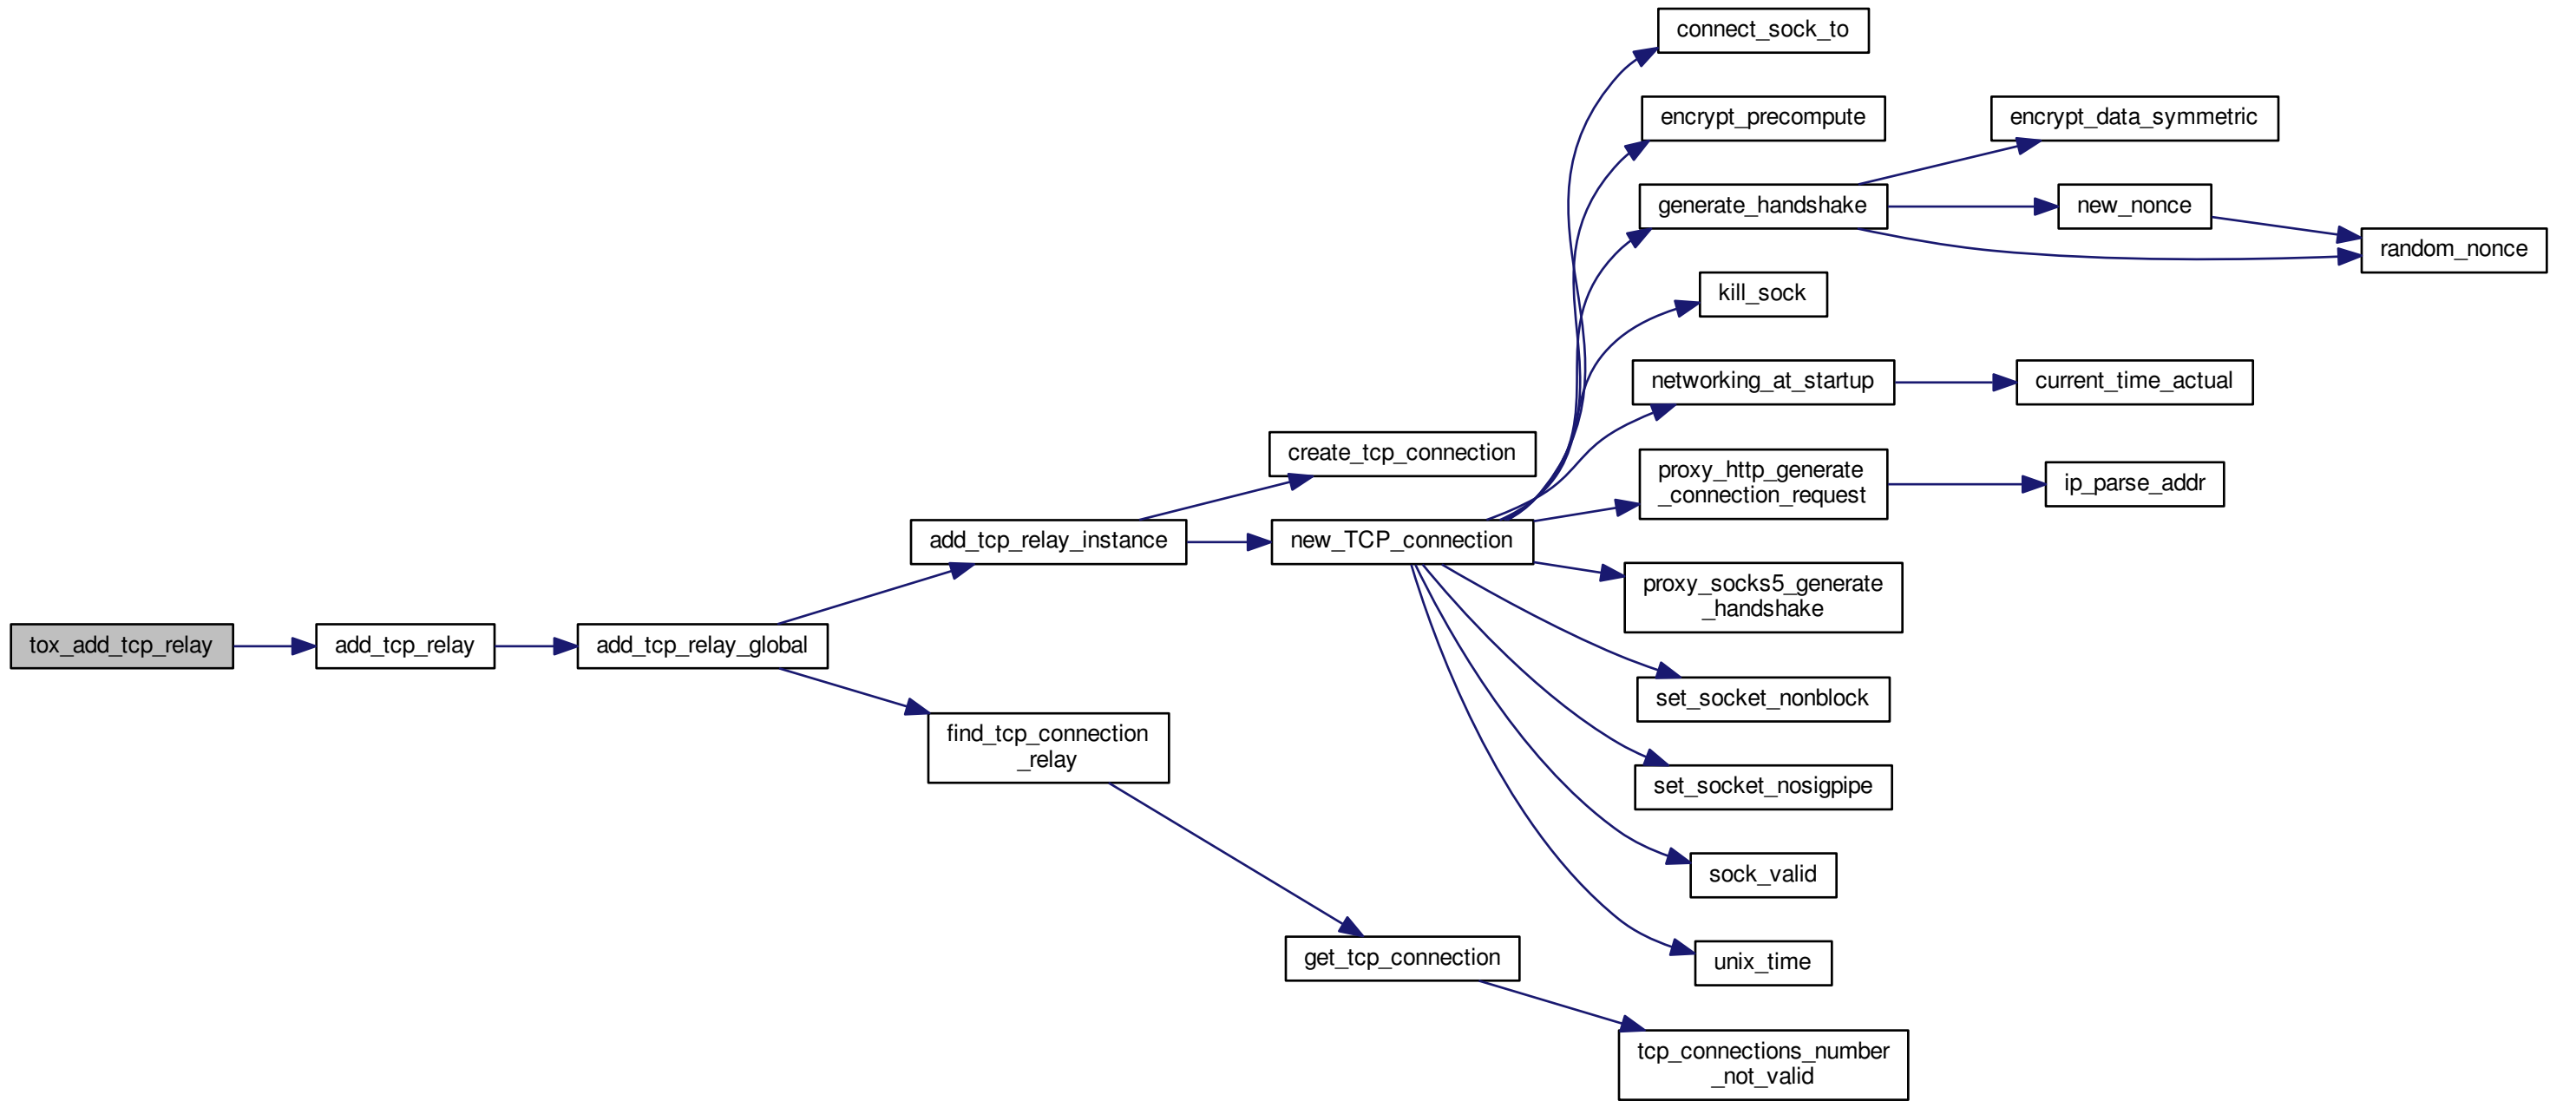 connect_sock_to
encrypt_precompute
encrypt_data_symmetric
generate_handshake
new_nonce
random_nonce
kill_sock
networking_at_startup
current_time_actual
create_tcp_connection
proxy_http_generate
_connection_request
ip_parse_addr
add_tcp_relay_instance
new_TCP_connection
proxy_socks5_generate
_handshake
tox_add_tcp_relay
add_tcp_relay
add_tcp_relay_global
set_socket_nonblock
find_tcp_connection
_relay
set_socket_nosigpipe
sock_valid
get_tcp_connection
unix_time
tcp_connections_number
_not_valid